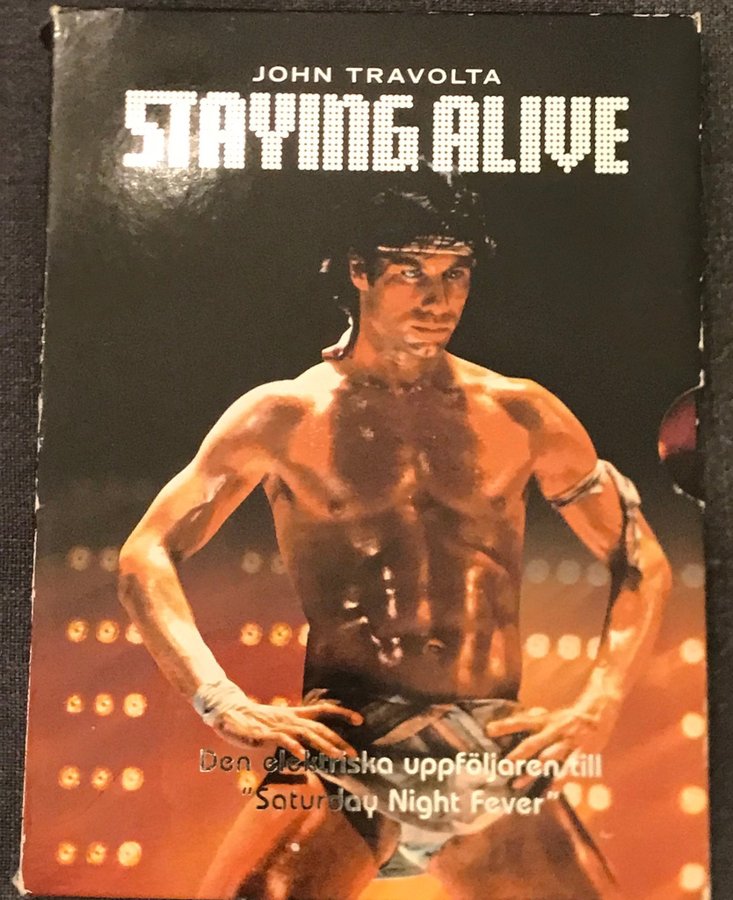 JOHN TRAVOLTA
STAYING ALIVE
Den elektriska uppföljaren till
"Saturday Night Fever"